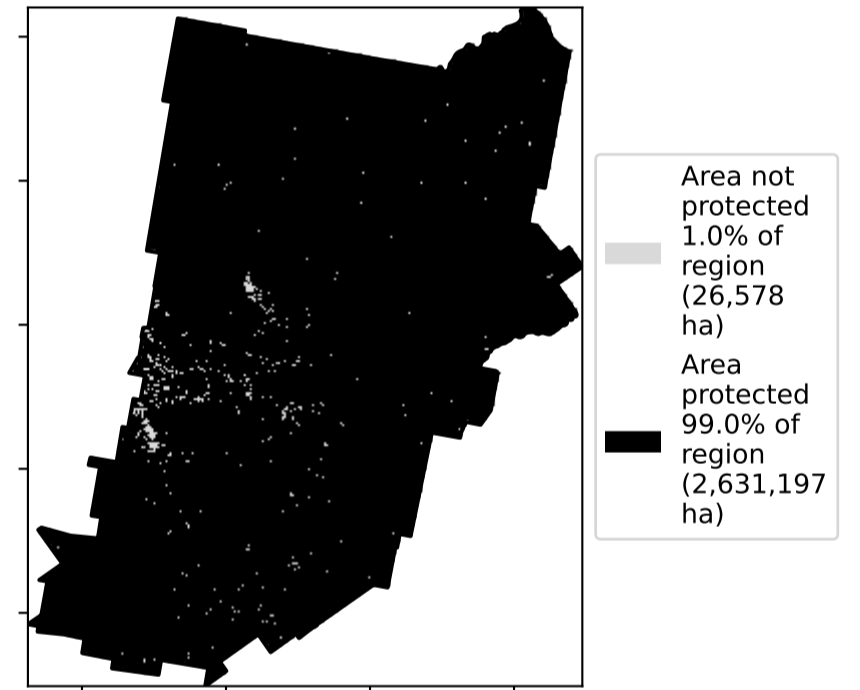 Area not
protected
1.0% of
region
(26,578
ha)
Area
protected
99.0% of
region
(2,631,197
ha)